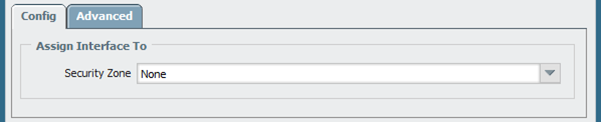 Config Advanced
Assign Interface To
Security Zone None